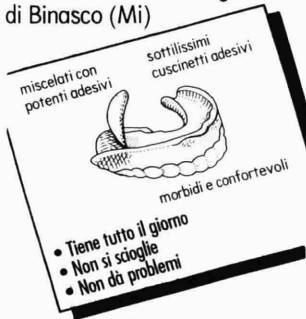 di Binasco (Mi)
miscelati con
potenti adesivi
sottilissimi
cuscinetti adesivi
morbidi e confortevoli
• Tiene tutto il giorno
• Non si scioglie
• Non dà problemi